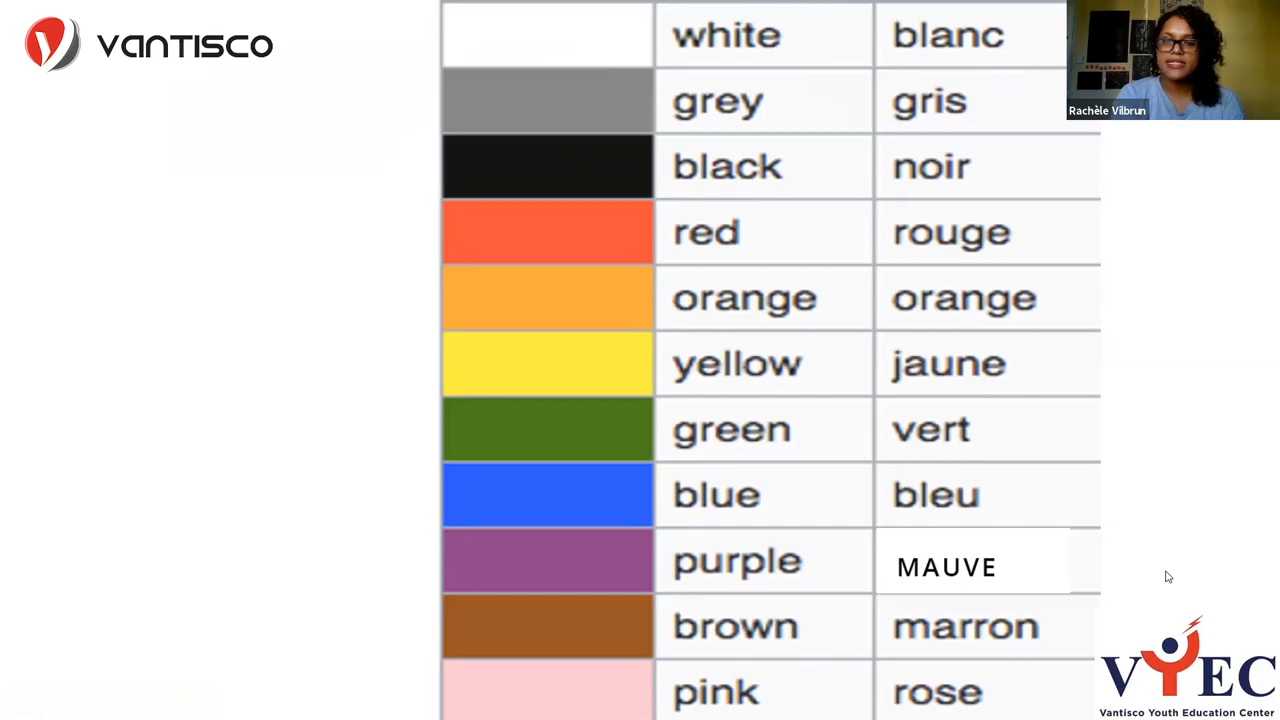 VANTISCO
white blanc
grey gris
black noir
red rouge
orange orange
yellow jaune
green vert
blue bleu
purple MAUVE
brown marron
pink rose
Rachèle Vilbrun
VYEC
Vantisco Youth Education Center